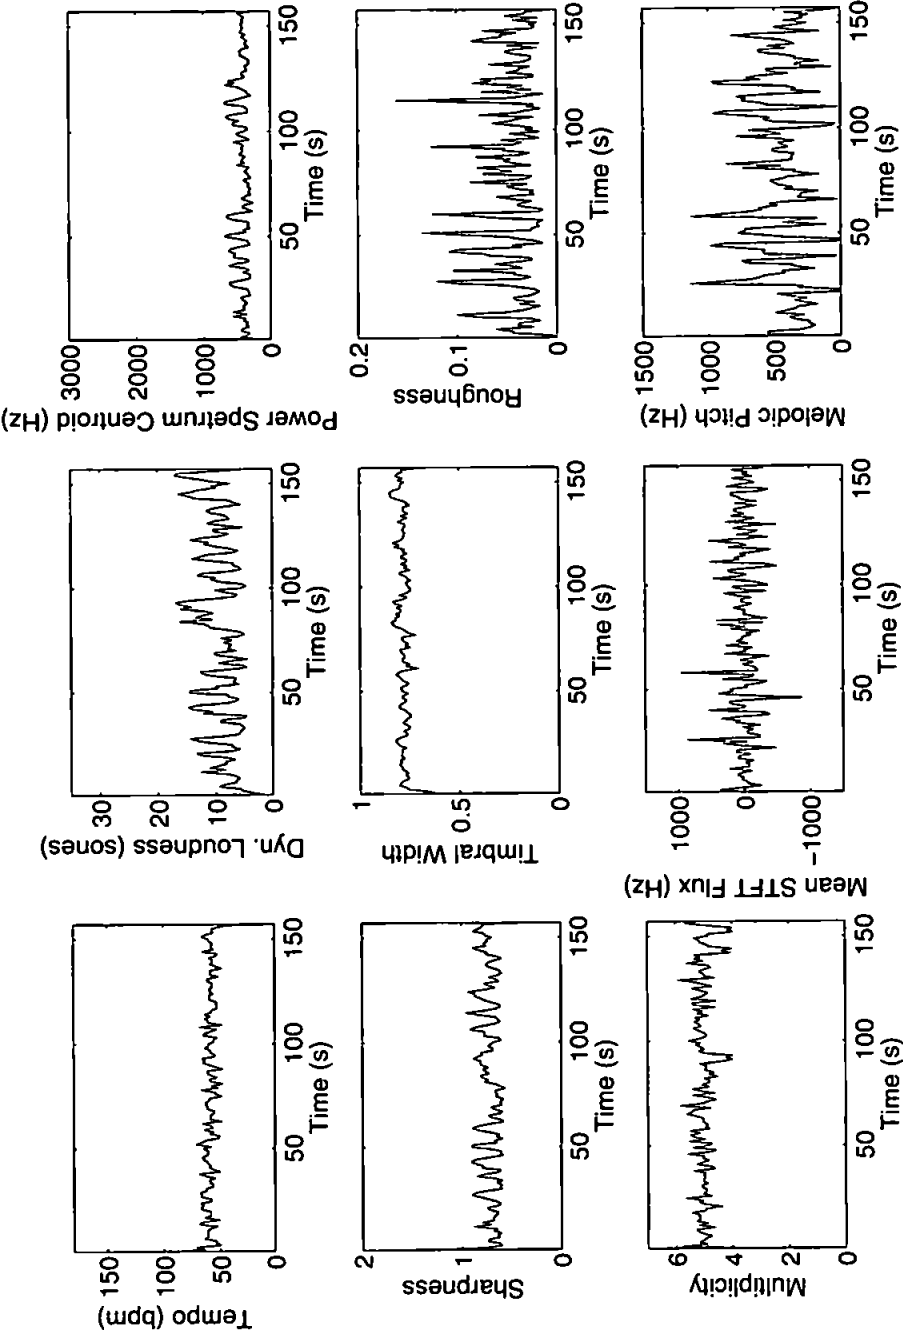 Tempo (bpm)
150
100
50
0
50 100 150
Time (s)
Dyn. Loudness (sones)
30
20
10
0
50 100 150
Time (s)
Power Spetrum Centroid (Hz)
3000
2000
1000
0
50 100 150
Time (s)
Sharpness
2
1
0
50 100 150
Time (s)
Timbral Width
1
0.5
0
50 100 150
Time (s)
Roughness
0.2
0.1
0
50 100 150
Time (s)
Multiplicity
6
4
2
0
50 100 150
Time (s)
Mean STFT Flux (Hz)
1000
0
−1000
50 100 150
Time (s)
Melodic Pitch (Hz)
1500
1000
500
0
50 100 150
Time (s)